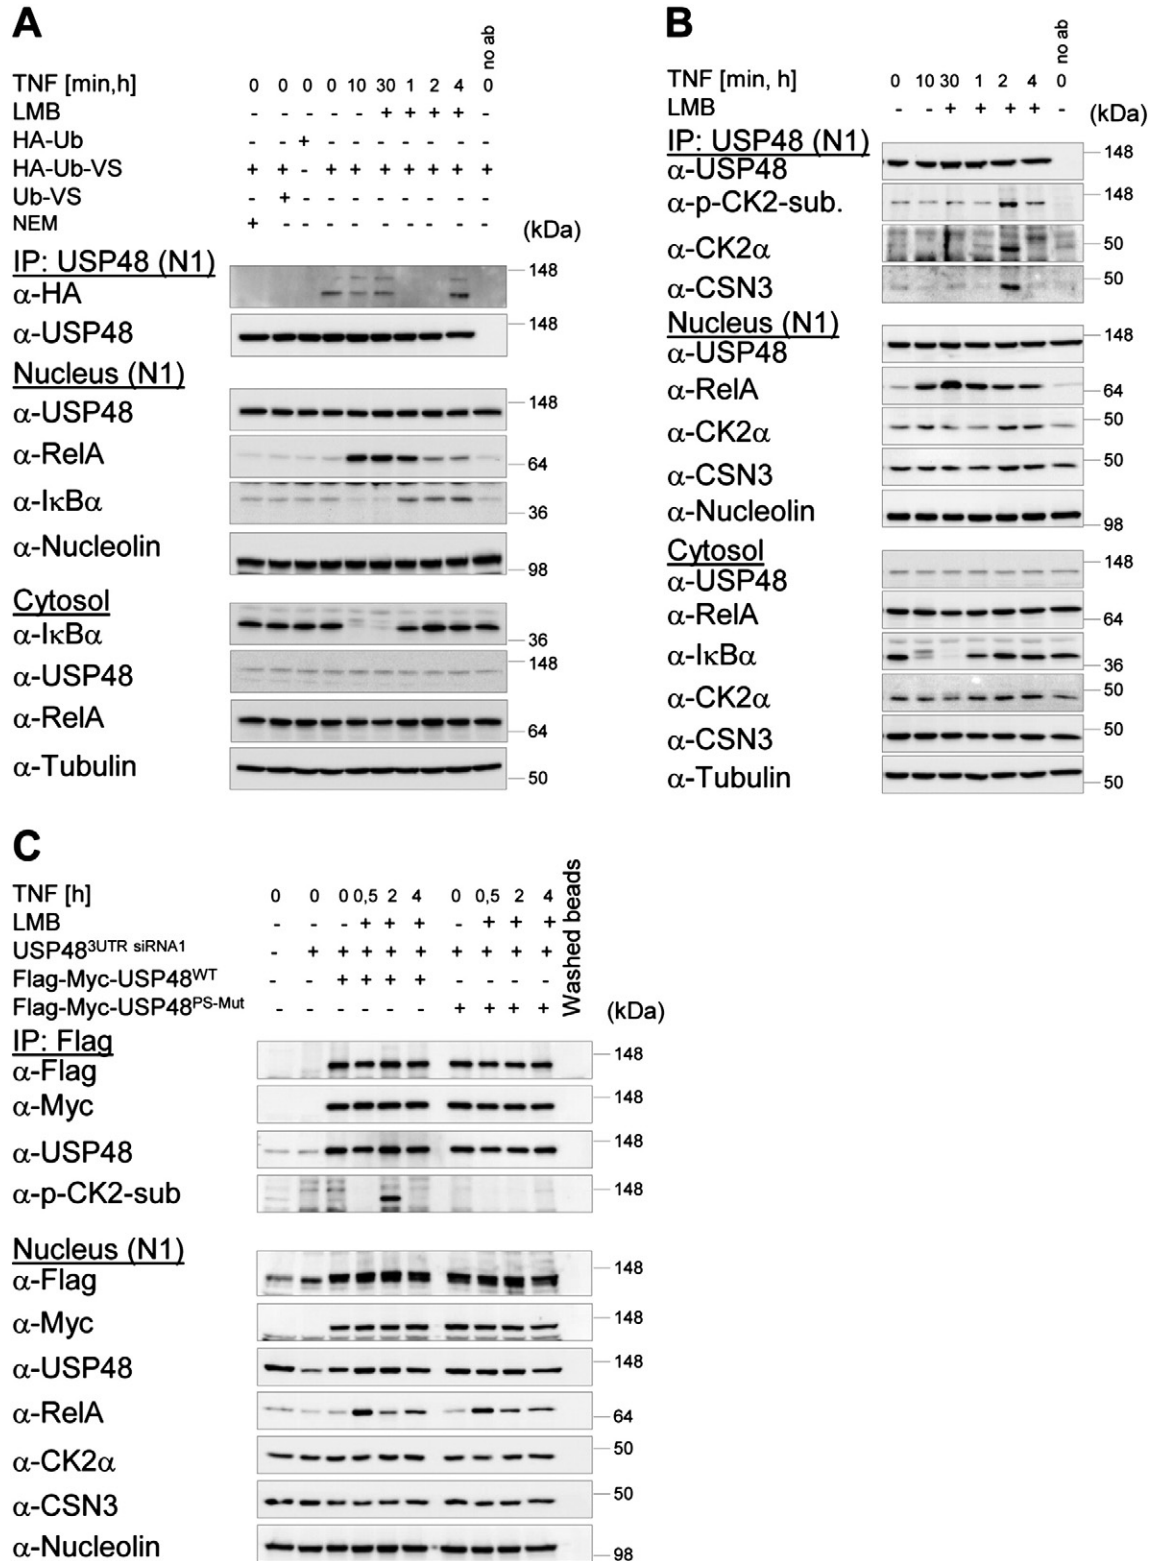 A
no ab
TNF [min,h] 0 0 0 0 10 30 1 2 4 0
LMB - - - - - + + + + -
HA-Ub - - + - - - - - - -
HA-Ub-VS + + - + + + + + + +
Ub-VS - + - - - - - - - -
NEM + - - - - - - - - -
(kDa)
IP: USP48 (N1)
α-HA 148
α-USP48 148
Nucleus (N1)
α-USP48 148
α-RelA 64
α-IκBα 36
α-Nucleolin 98
Cytosol
α-IκBα 36
α-USP48 148
α-RelA 64
α-Tubulin 50
B
no ab
TNF [min, h] 0 10 30 1 2 4 0
LMB - - + + + + -
(kDa)
IP: USP48 (N1)
α-USP48 148
α-p-CK2-sub. 148
α-CK2α 50
α-CSN3 50
Nucleus (N1)
α-USP48 148
α-RelA 64
α-CK2α 50
α-CSN3 50
α-Nucleolin 98
Cytosol
α-USP48 148
α-RelA 64
α-IκBα 36
α-CK2α 50
α-CSN3 50
α-Tubulin 50
C
TNF [h] 0 0 0 0,5 2 4 0 0,5 2 4
LMB - - - + + + - + + +
USP48 3UTR siRNA1 - + + + + + + + + +
Flag-Myc-USP48 WT - - + + + + - - - -
Flag-Myc-USP48 PS-Mut - - - - - - + + + +
Washed beads
(kDa)
IP: Flag
α-Flag 148
α-Myc 148
α-USP48 148
α-p-CK2-sub 148
Nucleus (N1)
α-Flag 148
α-Myc 148
α-USP48 148
α-RelA 64
α-CK2α 50
α-CSN3 50
α-Nucleolin 98